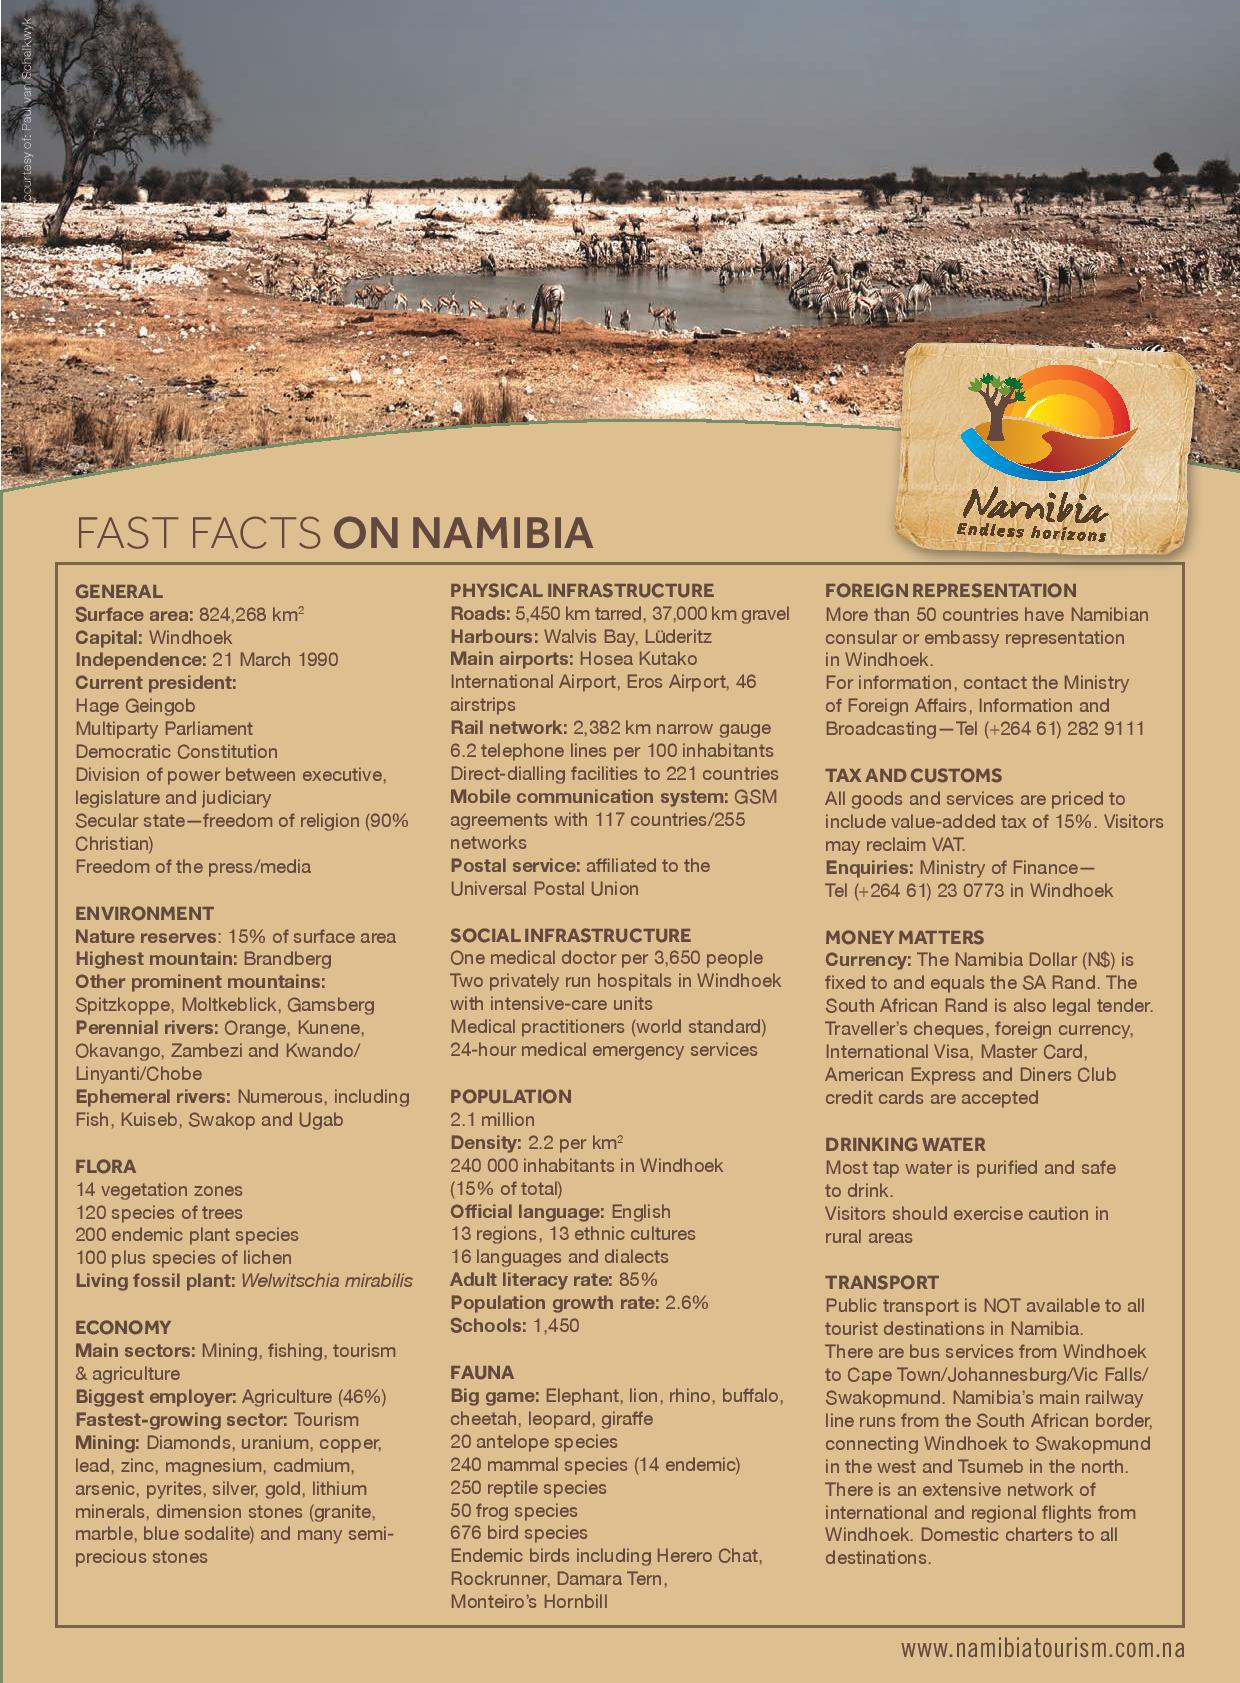 courtesy of: Paul van Schalkwyk
Namibia
Endless horizons
FAST FACTS ON NAMIBIA
GENERAL
Surface area: 824,268 km²
Capital: Windhoek
Independence: 21 March 1990
Current president:
Hage Geingob
Multiparty Parliament
Democratic Constitution
Division of power between executive,
legislature and judiciary
Secular state—freedom of religion (90%
Christian)
Freedom of the press/media
ENVIRONMENT
Nature reserves: 15% of surface area
Highest mountain: Brandberg
Other prominent mountains:
Spitzkoppe, Moltkeblick, Gamsberg
Perennial rivers: Orange, Kunene,
Okavango, Zambezi and Kwando/
Linyanti/Chobe
Ephemeral rivers: Numerous, including
Fish, Kuiseb, Swakop and Ugab
FLORA
14 vegetation zones
120 species of trees
200 endemic plant species
100 plus species of lichen
Living fossil plant: Welwitschia mirabilis
ECONOMY
Main sectors: Mining, fishing, tourism
& agriculture
Biggest employer: Agriculture (46%)
Fastest-growing sector: Tourism
Mining: Diamonds, uranium, copper,
lead, zinc, magnesium, cadmium,
arsenic, pyrites, silver, gold, lithium
minerals, dimension stones (granite,
marble, blue sodalite) and many semi-
precious stones
PHYSICAL INFRASTRUCTURE
Roads: 5,450 km tarred, 37,000 km gravel
Harbours: Walvis Bay, Lüderitz
Main airports: Hosea Kutako
International Airport, Eros Airport, 46
airstrips
Rail network: 2,382 km narrow gauge
6.2 telephone lines per 100 inhabitants
Direct-dialling facilities to 221 countries
Mobile communication system: GSM
agreements with 117 countries/255
networks
Postal service: affiliated to the
Universal Postal Union
SOCIAL INFRASTRUCTURE
One medical doctor per 3,650 people
Two privately run hospitals in Windhoek
with intensive-care units
Medical practitioners (world standard)
24-hour medical emergency services
POPULATION
2.1 million
Density: 2.2 per km²
240 000 inhabitants in Windhoek
(15% of total)
Official language: English
13 regions, 13 ethnic cultures
16 languages and dialects
Adult literacy rate: 85%
Population growth rate: 2.6%
Schools: 1,450
FAUNA
Big game: Elephant, lion, rhino, buffalo,
cheetah, leopard, giraffe
20 antelope species
240 mammal species (14 endemic)
250 reptile species
50 frog species
676 bird species
Endemic birds including Herero Chat,
Rockrunner, Damara Tern,
Monteiro's Hornbill
FOREIGN REPRESENTATION
More than 50 countries have Namibian
consular or embassy representation
in Windhoek.
For information, contact the Ministry
of Foreign Affairs, Information and
Broadcasting—Tel (+264 61) 282 9111
TAX AND CUSTOMS
All goods and services are priced to
include value-added tax of 15%. Visitors
may reclaim VAT.
Enquiries: Ministry of Finance—
Tel (+264 61) 23 0773 in Windhoek
MONEY MATTERS
Currency: The Namibia Dollar (N$) is
fixed to and equals the SA Rand. The
South African Rand is also legal tender.
Traveller's cheques, foreign currency,
International Visa, Master Card,
American Express and Diners Club
credit cards are accepted
DRINKING WATER
Most tap water is purified and safe
to drink.
Visitors should exercise caution in
rural areas
TRANSPORT
Public transport is NOT available to all
tourist destinations in Namibia.
There are bus services from Windhoek
to Cape Town/Johannesburg/Vic Falls/
Swakopmund. Namibia's main railway
line runs from the South African border,
connecting Windhoek to Swakopmund
in the west and Tsumeb in the north.
There is an extensive network of
international and regional flights from
Windhoek. Domestic charters to all
destinations.
www.namibiatourism.com.na